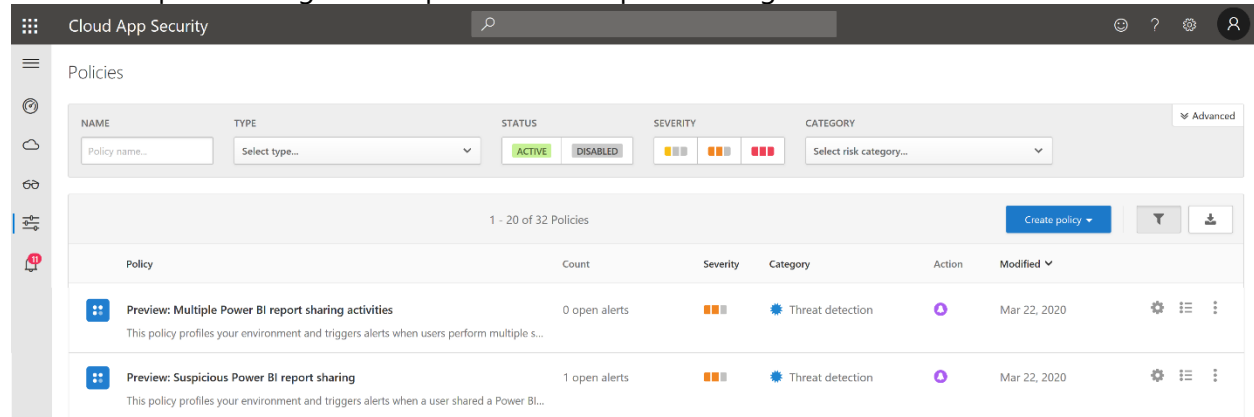 Cloud App Security
Policies
Advanced
NAME TYPE STATUS SEVERITY CATEGORY
Policy name... Select type... ACTIVE DISABLED Select risk category...
1 - 20 of 32 Policies Create policy
11
Policy Count Severity Category Action Modified
Preview: Multiple Power BI report sharing activities 0 open alerts Threat detection Mar 22, 2020
This policy profiles your environment and triggers alerts when users perform multiple s...
Preview: Suspicious Power BI report sharing 1 open alerts Threat detection Mar 22, 2020
This policy profiles your environment and triggers alerts when a user shared a Power BI...